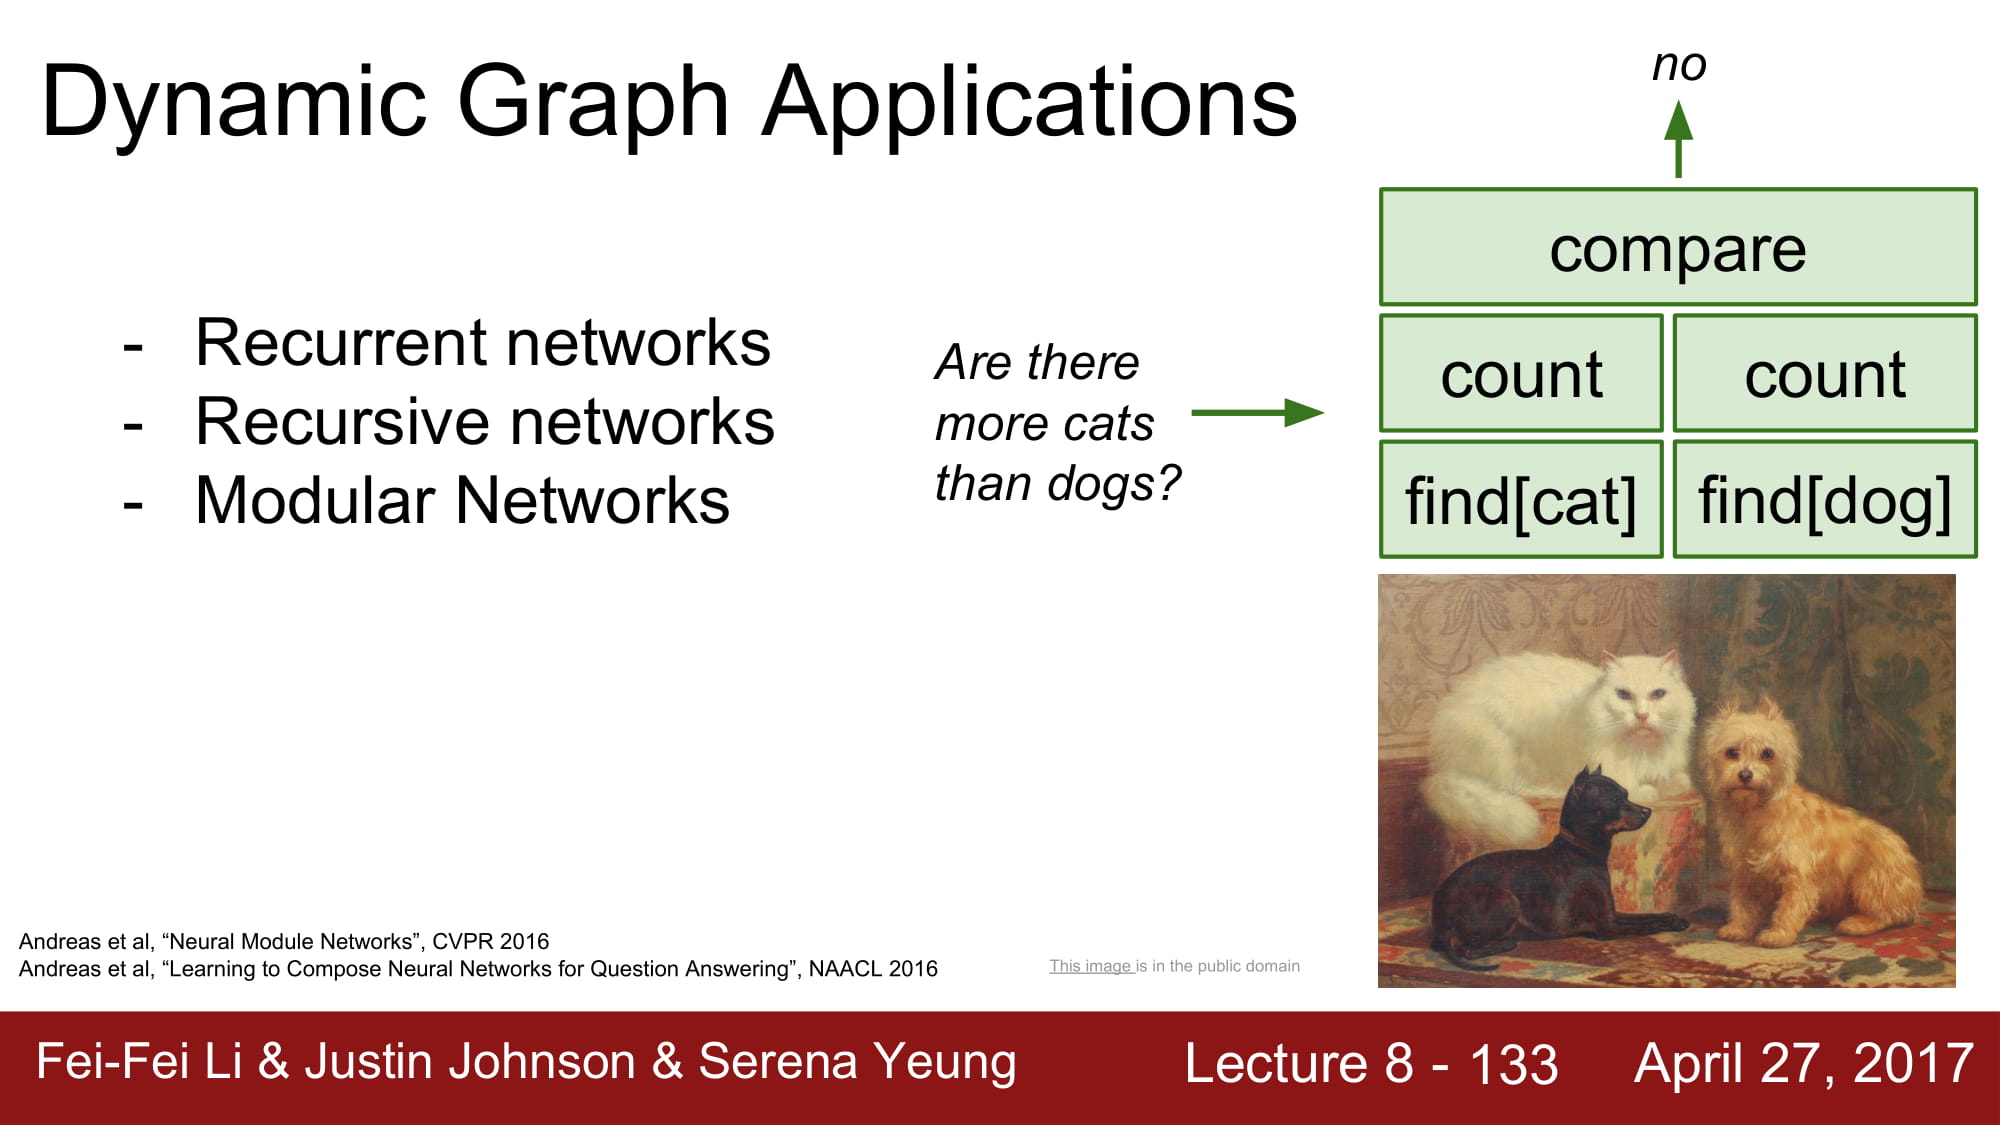 Dynamic Graph Applications
- Recurrent networks
- Recursive networks
- Modular Networks
Are there
more cats
than dogs?
no
compare
count count
find[cat] find[dog]
Andreas et al, “Neural Module Networks”, CVPR 2016
Andreas et al, “Learning to Compose Neural Networks for Question Answering”, NAACL 2016
This image is in the public domain
Fei-Fei Li & Justin Johnson & Serena Yeung Lecture 8 - 133 April 27, 2017